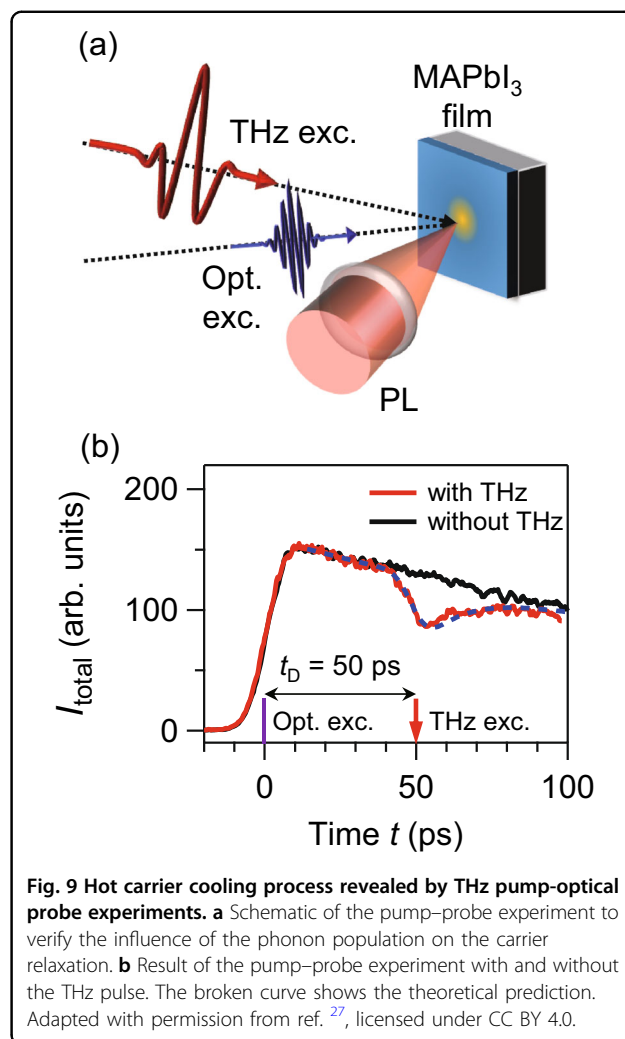 (a)
MAPbI3
film
THz exc.
Opt.
exc.
PL
(b)
200
with THz
without THz
100
Itotal (arb. units)
tD = 50 ps
0
Opt. exc.
THz exc.
0
50
100
Time t (ps)
Fig. 9 Hot carrier cooling process revealed by THz pump-optical
probe experiments. a Schematic of the pump–probe experiment to
verify the influence of the phonon population on the carrier
relaxation. b Result of the pump–probe experiment with and without
the THz pulse. The broken curve shows the theoretical prediction.
Adapted with permission from ref. 27, licensed under CC BY 4.0.